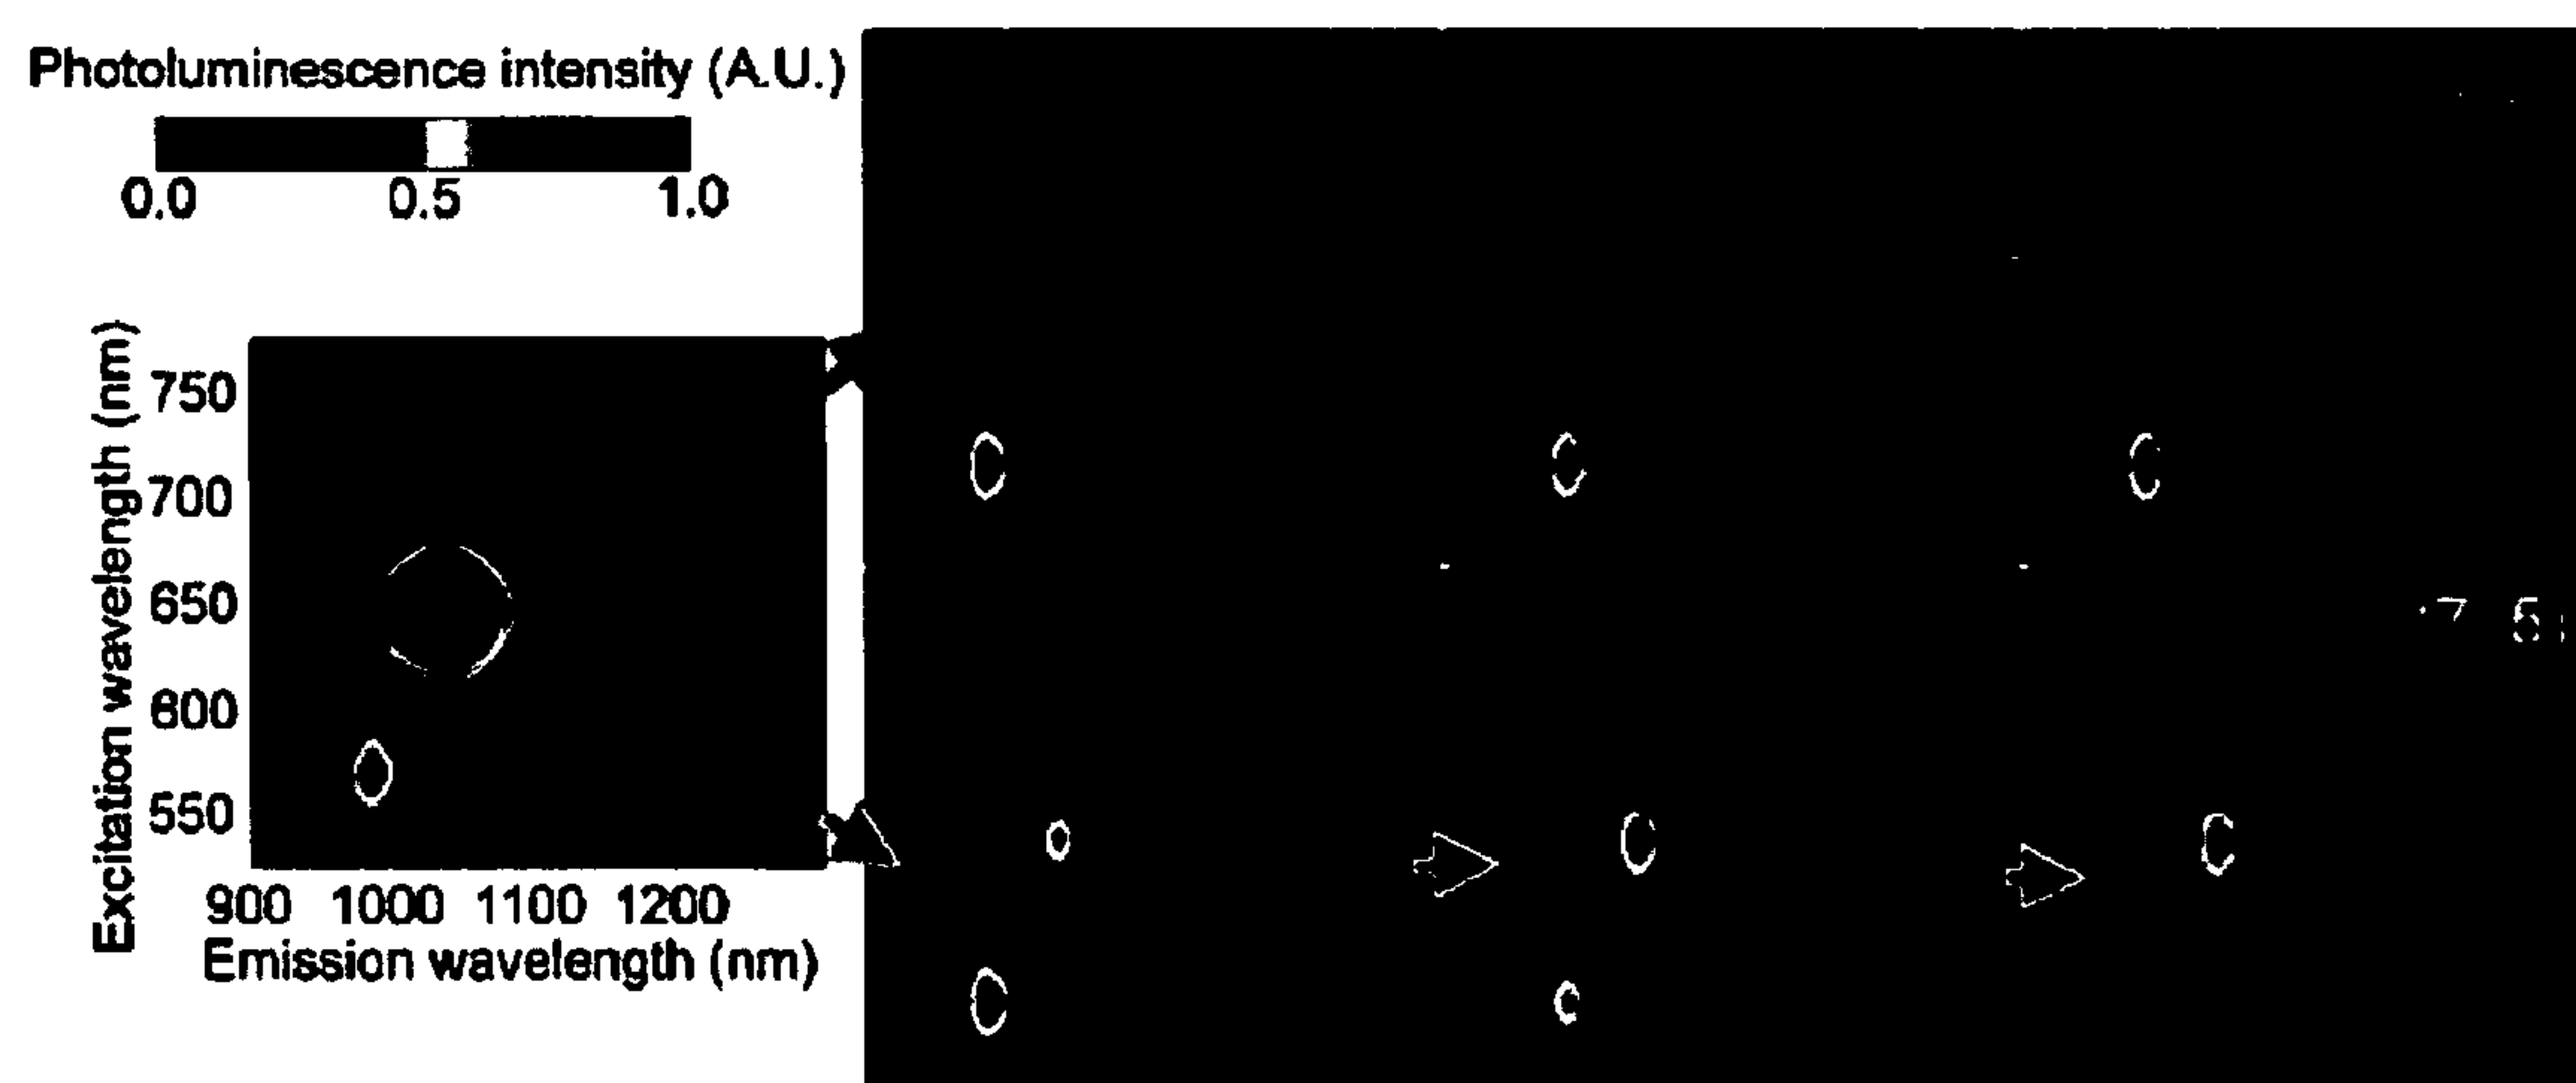 Photoluminescence intensity (A.U.)
0.0 0.5 1.0
Excitation wavelength (nm)
750
700
650
600
550
900 1000 1100 1200
Emission wavelength (nm)